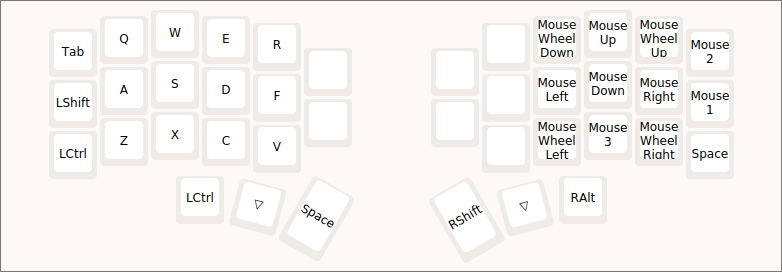 Tab
Q
W
E
R
Mouse
Wheel
Down
Mouse
Up
Mouse
Wheel
Up
Mouse
2
LShift
A
S
D
F
Mouse
Left
Mouse
Down
Mouse
Right
Mouse
1
LCtrl
Z
X
C
V
Mouse
Wheel
Left
Mouse
3
Mouse
Wheel
Right
Space
LCtrl
▽
Space
RShift
▽
RAlt